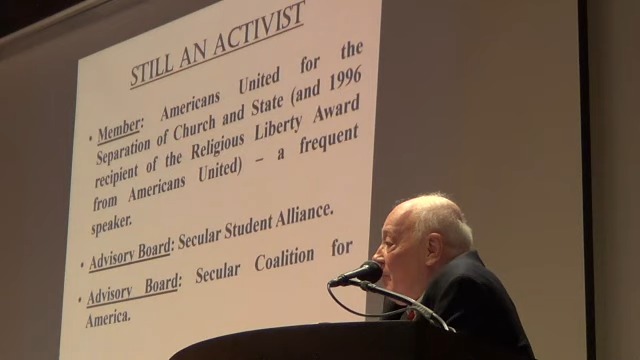 STILL AN ACTIVIST
• Member: Americans United for the
Separation of Church and State (and 1996
recipient of the Religious Liberty Award
from Americans United) – a frequent
speaker.
• Advisory Board: Secular Student Alliance.
• Advisory Board: Secular Coalition for
America.